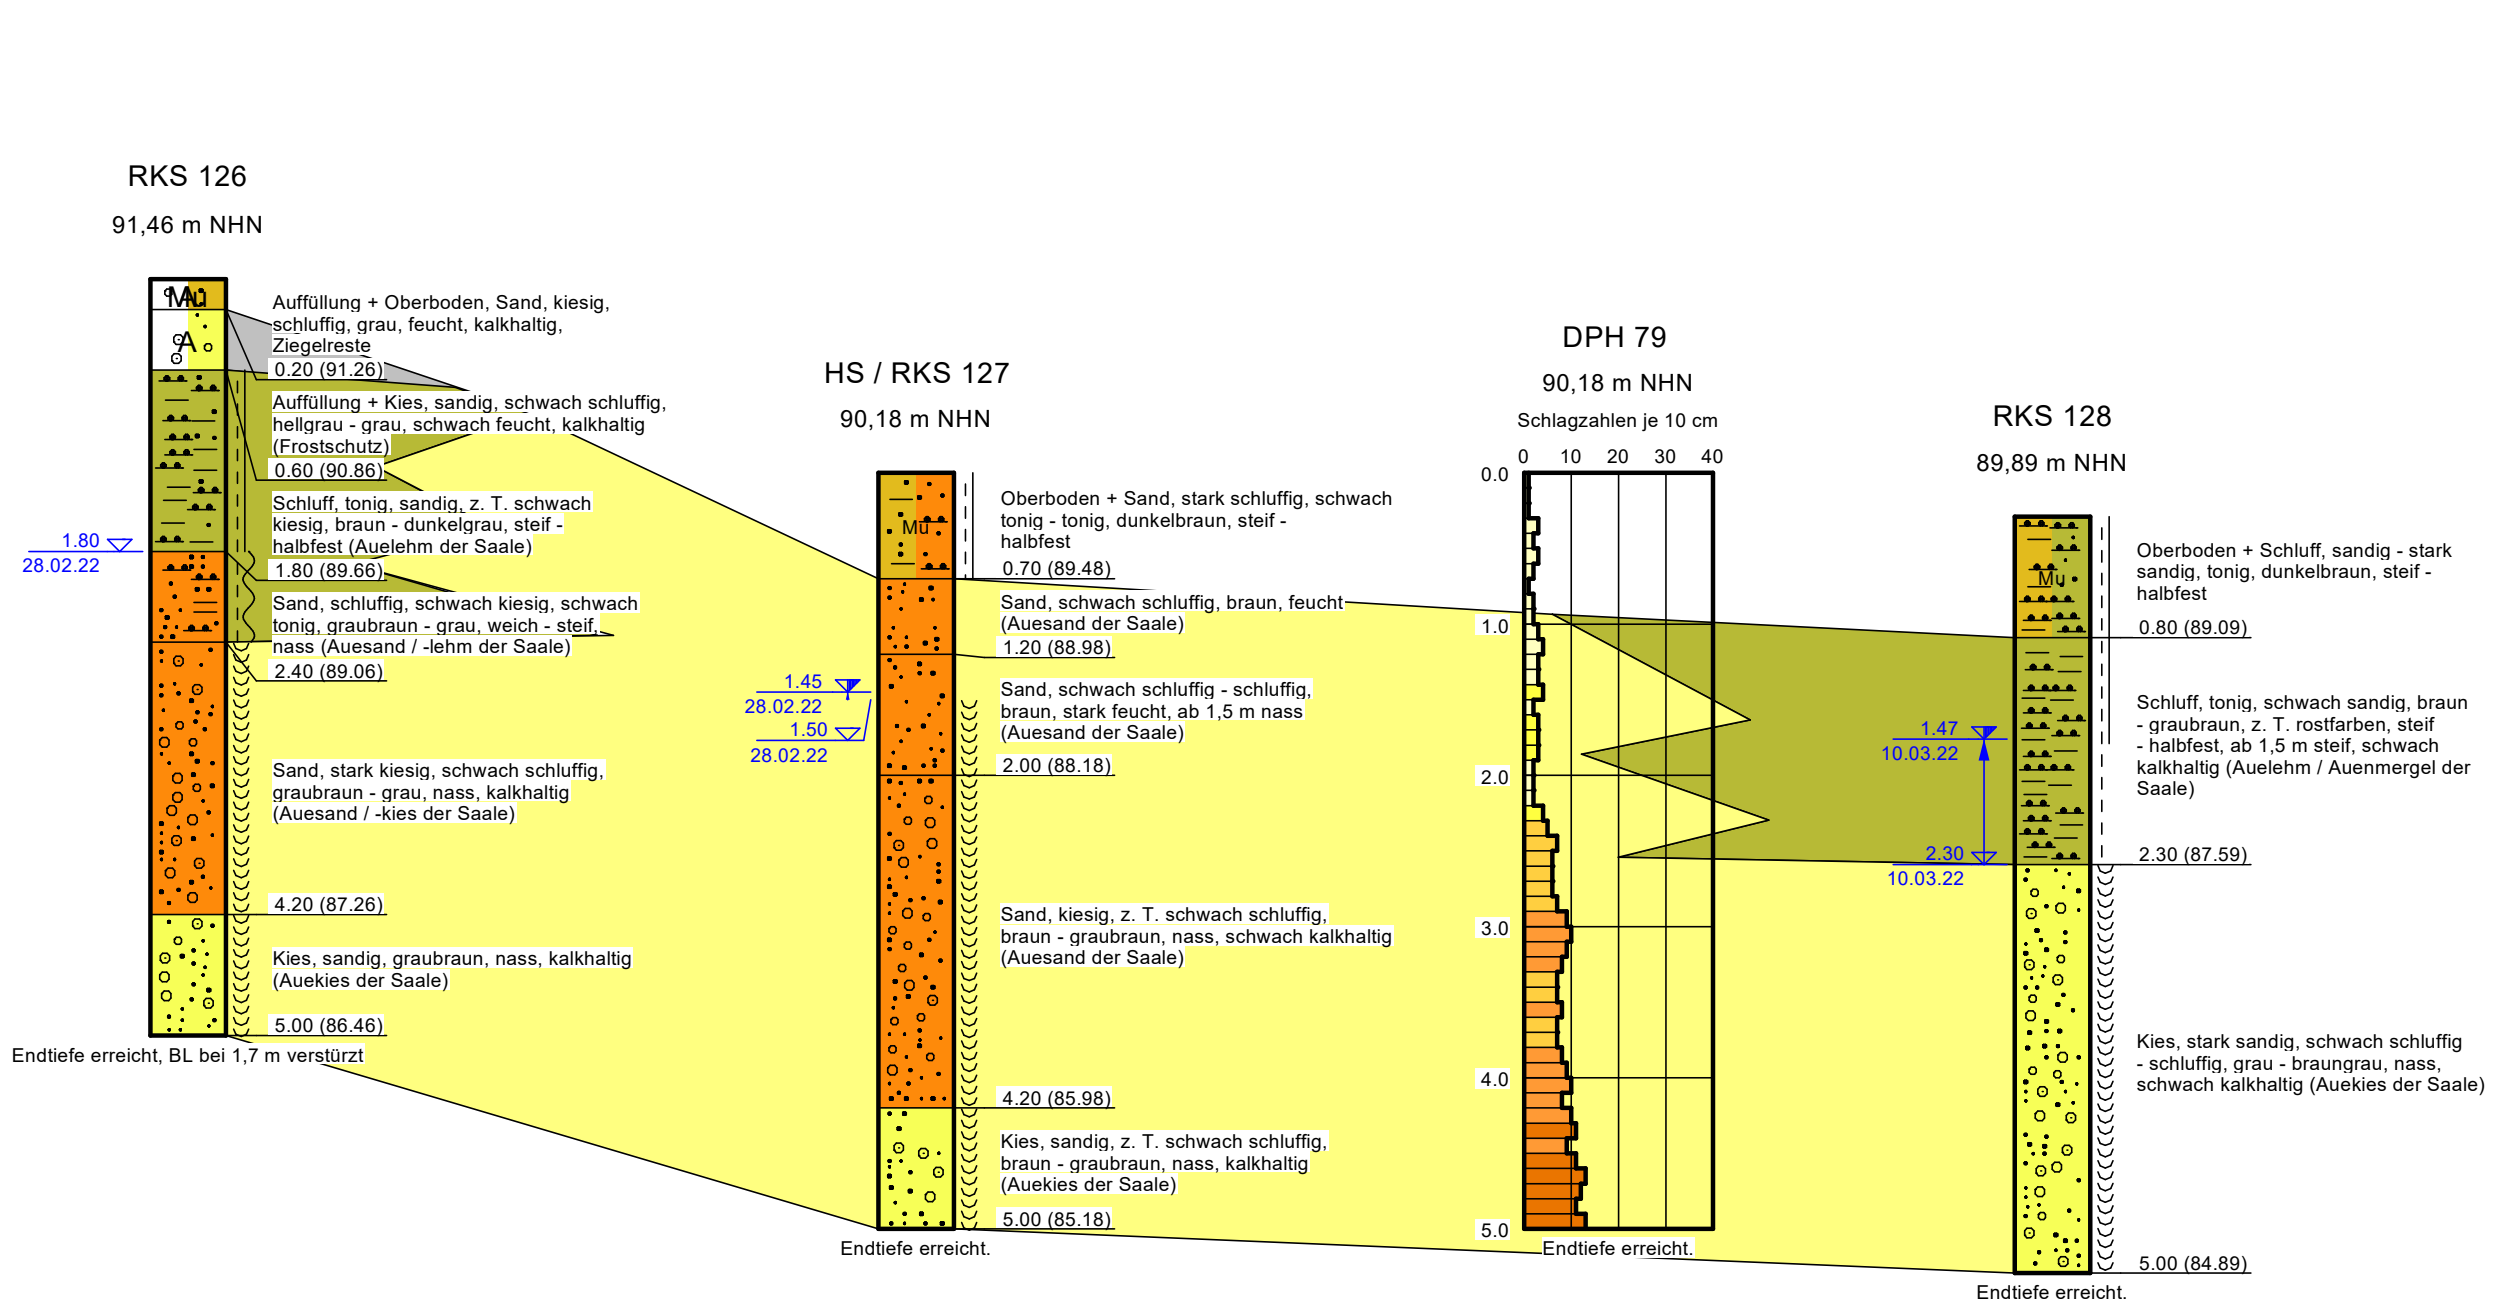 RKS 126
91,46 m NHN
Mu
A
A
Auffüllung + Oberboden, Sand, kiesig,
schluffig, grau, feucht, kalkhaltig,
Ziegelreste
0.20 (91.26)
Auffüllung + Kies, sandig, schwach schluffig,
hellgrau - grau, schwach feucht, kalkhaltig
(Frostschutz)
0.60 (90.86)
Schluff, tonig, sandig, z. T. schwach
kiesig, braun - dunkelgrau, steif -
halbfest (Auelehm der Saale)
1.80 (89.66)
1.80
28.02.22
Sand, schluffig, schwach kiesig, schwach
tonig, graubraun - grau, weich - steif,
nass (Auesand / -lehm der Saale)
2.40 (89.06)
Sand, stark kiesig, schwach schluffig,
graubraun - grau, nass, kalkhaltig
(Auesand / -kies der Saale)
4.20 (87.26)
Kies, sandig, graubraun, nass, kalkhaltig
(Auekies der Saale)
5.00 (86.46)
Endtiefe erreicht, BL bei 1,7 m verstürzt
HS / RKS 127
90,18 m NHN
Mu
Oberboden + Sand, stark schluffig, schwach
tonig - tonig, dunkelbraun, steif -
halbfest
0.70 (89.48)
Sand, schwach schluffig, braun, feucht
(Auesand der Saale)
1.20 (88.98)
1.45
28.02.22
1.50
28.02.22
Sand, schwach schluffig - schluffig,
braun, stark feucht, ab 1,5 m nass
(Auesand der Saale)
2.00 (88.18)
Sand, kiesig, z. T. schwach schluffig,
braun - graubraun, nass, schwach kalkhaltig
(Auesand der Saale)
4.20 (85.98)
Kies, sandig, z. T. schwach schluffig,
braun - graubraun, nass, kalkhaltig
(Auekies der Saale)
5.00 (85.18)
Endtiefe erreicht.
DPH 79
90,18 m NHN
Schlagzahlen je 10 cm
0 10 20 30 40
0.0
1.0
2.0
3.0
4.0
5.0
Endtiefe erreicht.
RKS 128
89,89 m NHN
Mu
Oberboden + Schluff, sandig - stark
sandig, tonig, dunkelbraun, steif -
halbfest
0.80 (89.09)
1.47
10.03.22
2.30
10.03.22
Schluff, tonig, schwach sandig, braun
- graubraun, z. T. rostfarben, steif
- halbfest, ab 1,5 m steif, schwach
kalkhaltig (Auelehm / Auenmergel der
Saale)
2.30 (87.59)
Kies, stark sandig, schwach schluffig
- schluffig, grau - braungrau, nass,
schwach kalkhaltig (Auekies der Saale)
5.00 (84.89)
Endtiefe erreicht.